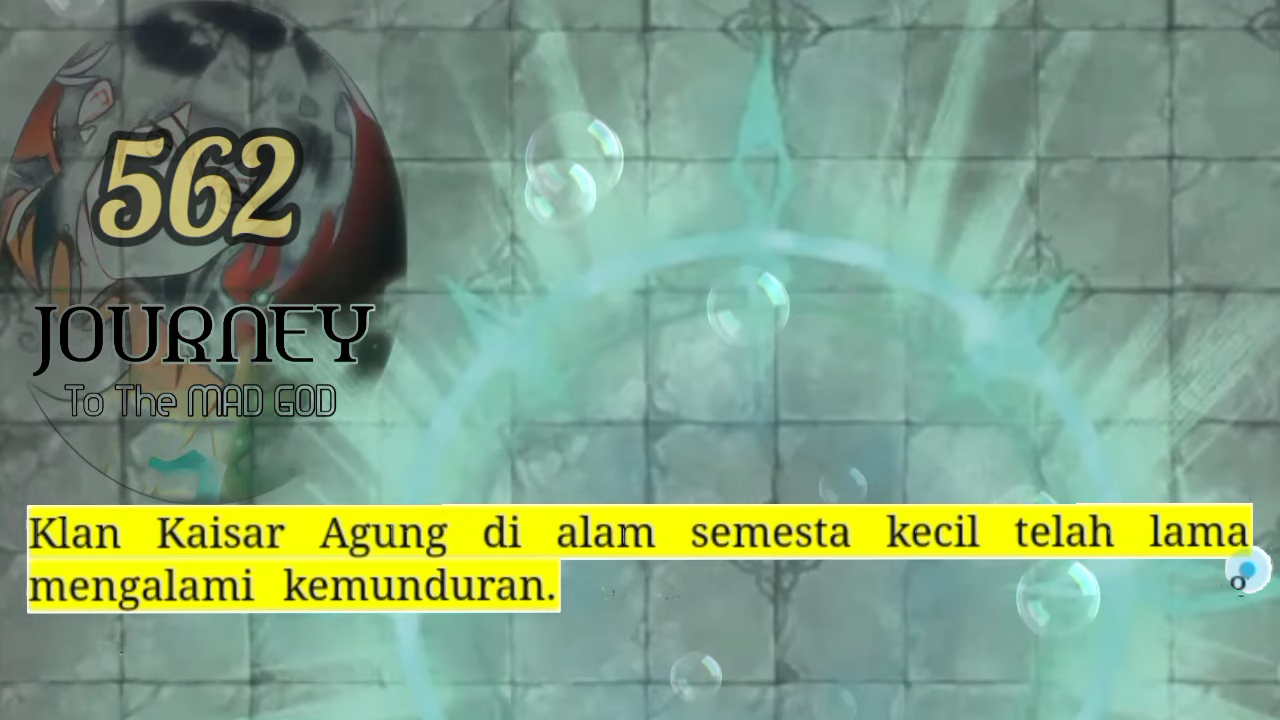 562
JOURNEY
To The MAD GOD
Klan Kaisar Agung di alam semesta kecil telah lama
mengalami kemunduran.